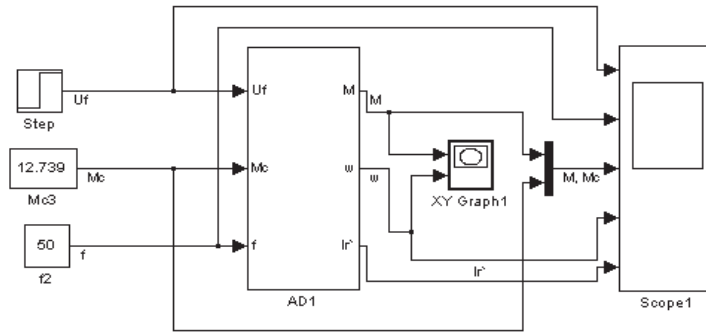 Step
Uf
12.739
Mc
Mc3
50
f
f2
Uf
Mc
f
M
w
Ir`
AD1
M
w
Ir`
XY Graph1
M, Mc
Scope1